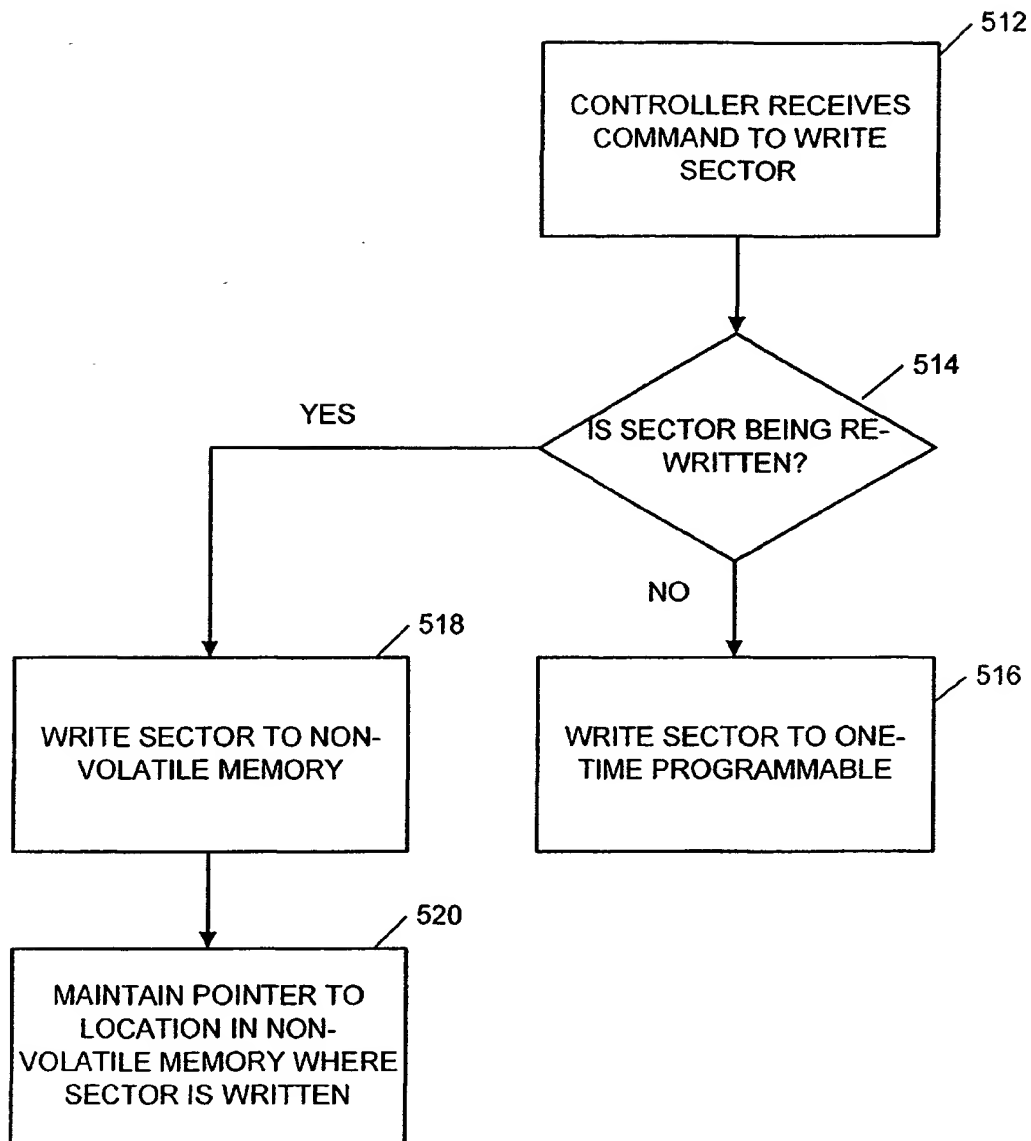 512
CONTROLLER RECEIVES
COMMAND TO WRITE
SECTOR
514
IS SECTOR BEING RE-
WRITTEN?
YES
NO
518
WRITE SECTOR TO NON-
VOLATILE MEMORY
516
WRITE SECTOR TO ONE-
TIME PROGRAMMABLE
520
MAINTAIN POINTER TO
LOCATION IN NON-
VOLATILE MEMORY WHERE
SECTOR IS WRITTEN